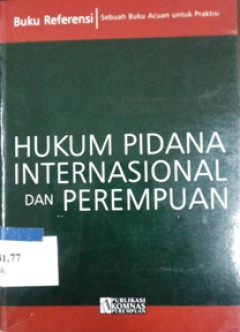 Buku Referensi | Sebuah Buku Acuan untuk Praktisi
HUKUM PIDANA
INTERNASIONAL
DAN PEREMPUAN
PUBLIKASI
KOMNAS
PEREMPUAN